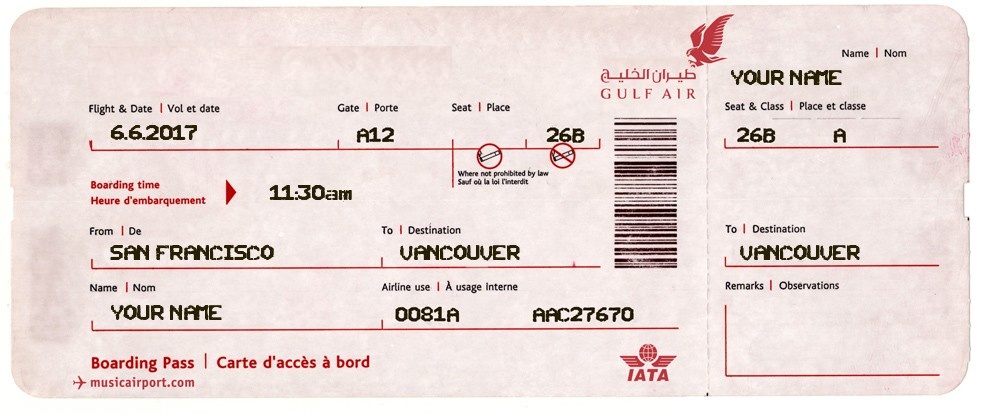 Flight & Date | Vol et date
6.6.2017
Gate | Porte
A12
Seat | Place
26B
Where not prohibited by law
Sauf où la loi l'interdit
Boarding time
Heure d'embarquement
11:30am
From | De
SAN FRANCISCO
To | Destination
VANCOUVER
Name | Nom
YOUR NAME
Airline use | À usage interne
0081A AAC27670
Boarding Pass | Carte d'accès à bord
musicairport.com
طيران الخليج
GULF AIR
IATA
Name | Nom
YOUR NAME
Seat & Class | Place et classe
26B A
To | Destination
VANCOUVER
Remarks | Observations